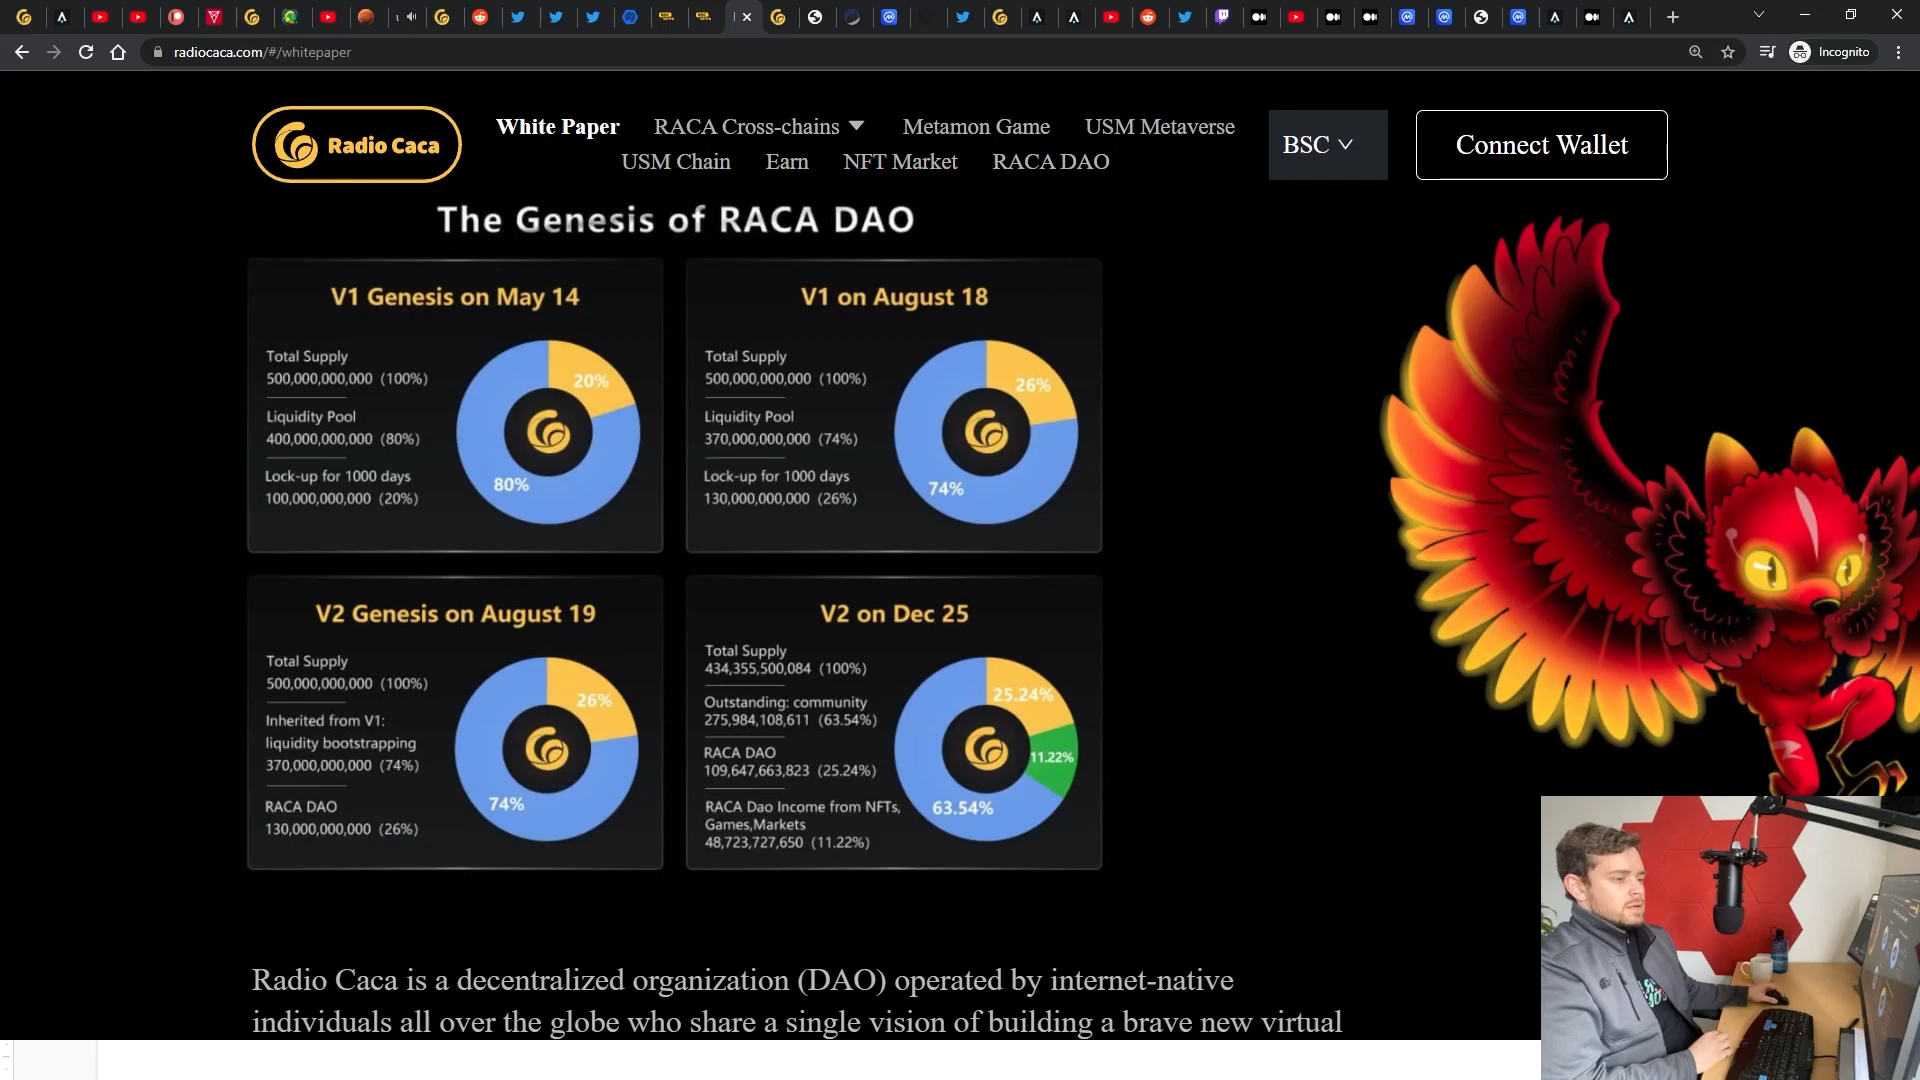 radiocaca.com/#/whitepaper
Incognito
Radio Caca
White Paper
RACA Cross-chains
Metamon Game
USM Metaverse
USM Chain
Earn
NFT Market
RACA DAO
BSC
Connect Wallet
The Genesis of RACA DAO
V1 Genesis on May 14
Total Supply
500,000,000,000 (100%)
Liquidity Pool
400,000,000,000 (80%)
Lock-up for 1000 days
100,000,000,000 (20%)
20%
80%
V1 on August 18
Total Supply
500,000,000,000 (100%)
Liquidity Pool
370,000,000,000 (74%)
Lock-up for 1000 days
130,000,000,000 (26%)
26%
74%
V2 Genesis on August 19
Total Supply
500,000,000,000 (100%)
Inherited from V1:
liquidity bootstrapping
370,000,000,000 (74%)
RACA DAO
130,000,000,000 (26%)
26%
74%
V2 on Dec 25
Total Supply
434,355,500,084 (100%)
Outstanding: community
275,984,108,611 (63.54%)
RACA DAO
109,647,663,823 (25.24%)
RACA Dao Income from NFTs,
Games,Markets
48,723,727,650 (11.22%)
25.24%
11.22%
63.54%
Radio Caca is a decentralized organization (DAO) operated by internet-native
individuals all over the globe who share a single vision of building a brave new virtual